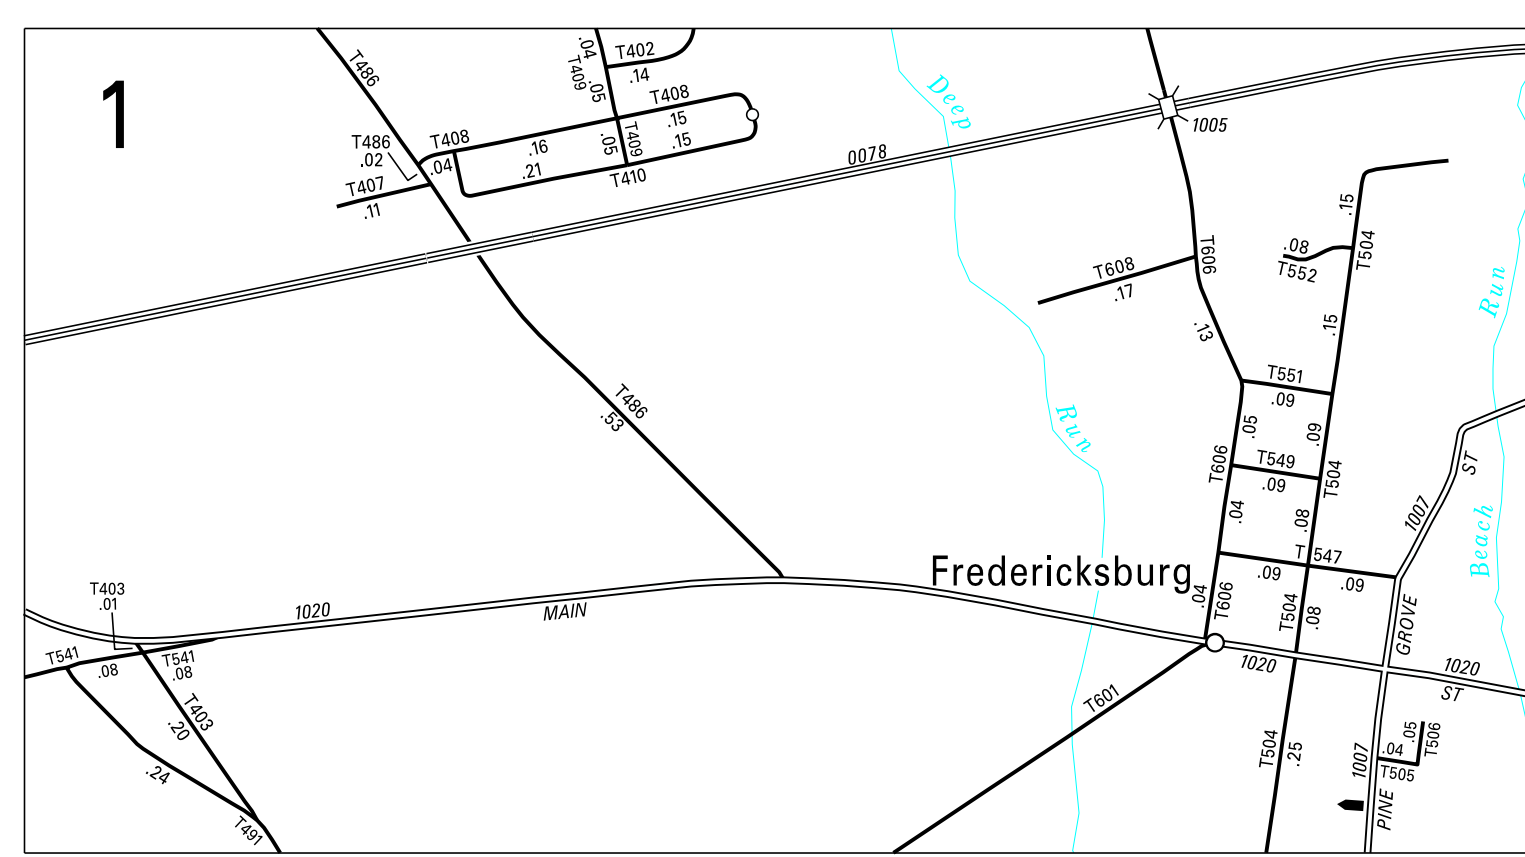 1
T486
.04
T409
T402
.14
.05
T408
.15
T486
.02
T408
.16
.04
.05
T409
.15
T407
.11
.21
T410
0078
Deep
1005
.15
T504
.08
T552
T606
T608
.17
.13
.15
Run
T551
.09
T486
.53
Run
.05
.09
T606
T549
.09
T504
ST
.04
.08
1007
Beach
Fredericksburg
T 547
.09
.09
T403
.01
1020
MAIN
.04
T606
T504
.08
GROVE
T541
.08
T541
.08
1020
1020
ST
T403
.20
T601
.24
T504
.25
1007
.04
.05
T506
T505
PINE
T491